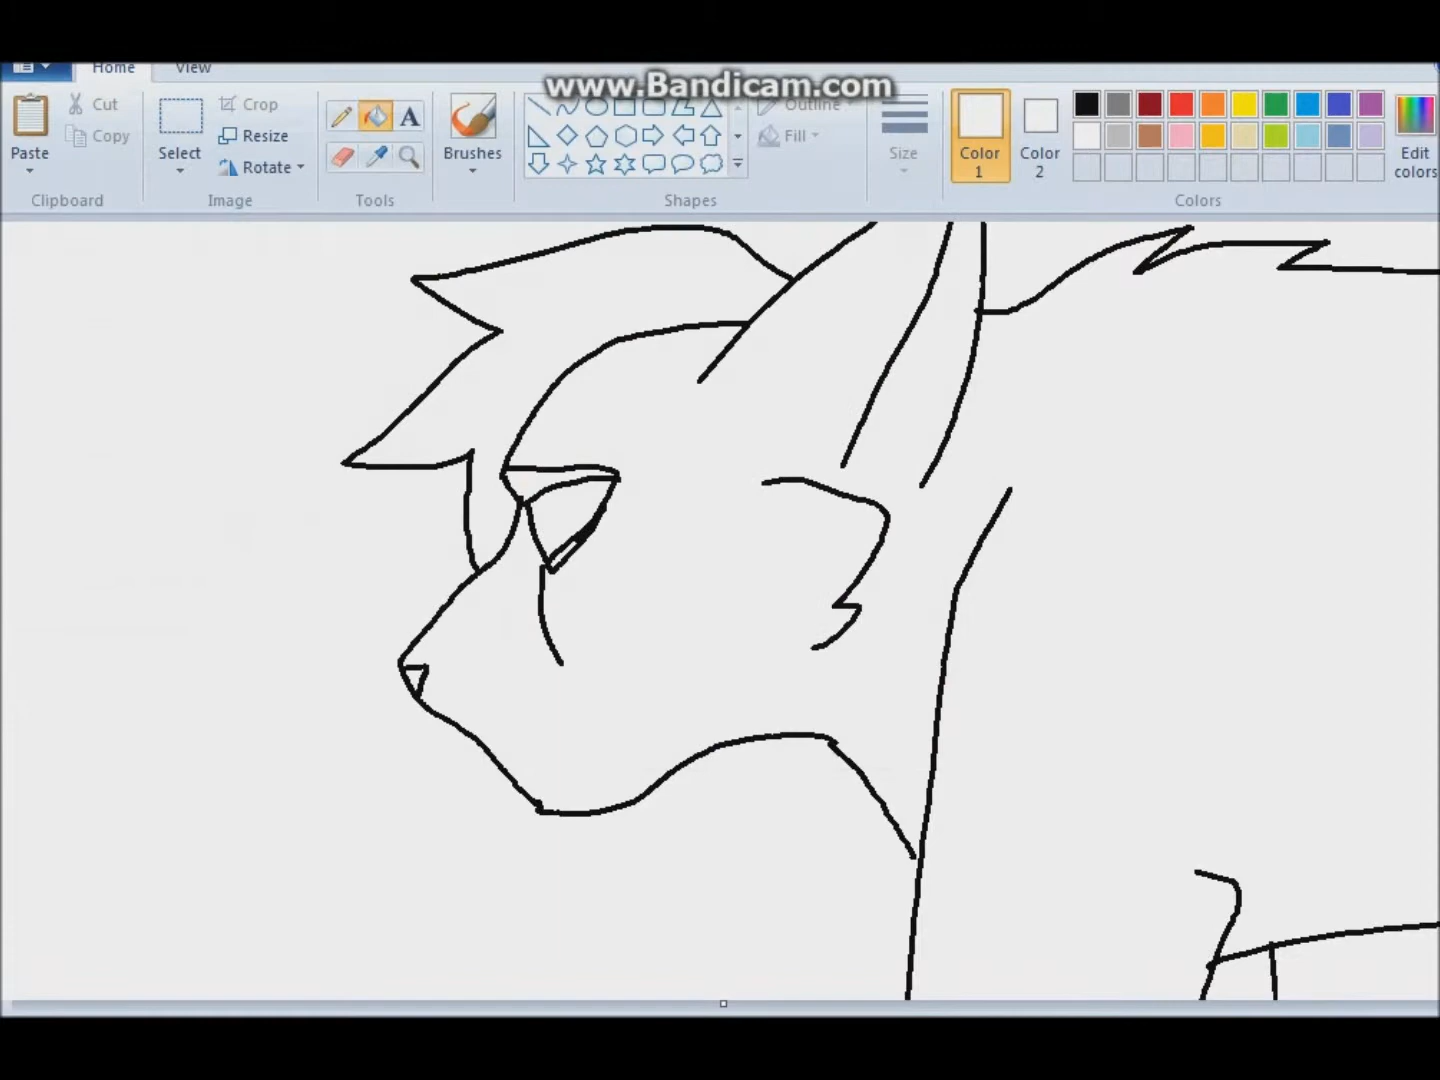 www.Bandicam.com
Home View
Cut
Copy
Paste
Clipboard
Crop
Resize
Rotate
Select
Image
A
Tools
Brushes
Outline
Fill
Shapes
Size
Color 1
Color 2
Edit colors
Colors